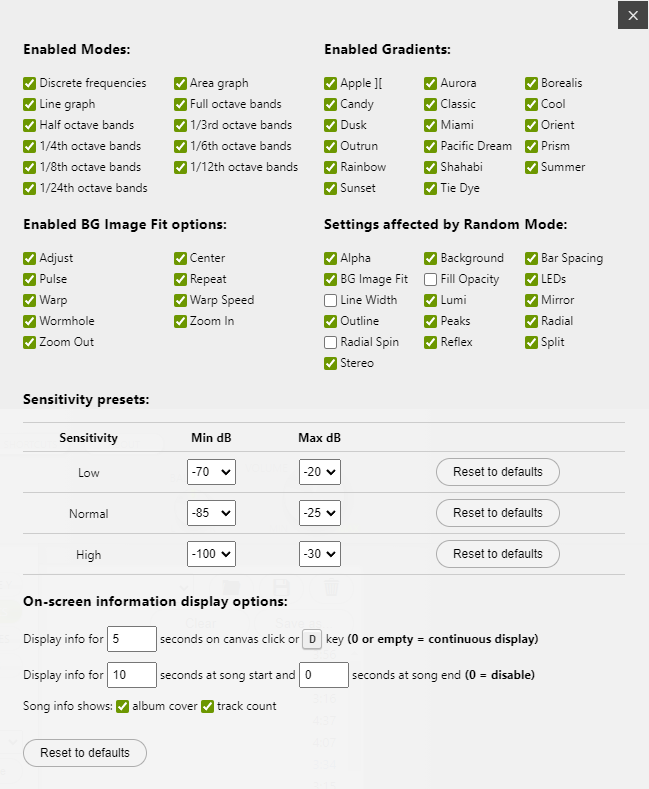 Enabled Modes:
Discrete frequencies Area graph
Line graph Full octave bands
Half octave bands 1/3rd octave bands
1/4th octave bands 1/6th octave bands
1/8th octave bands 1/12th octave bands
1/24th octave bands
Enabled Gradients:
Apple ][ Aurora Borealis
Candy Classic Cool
Dusk Miami Orient
Outrun Pacific Dream Prism
Rainbow Shahabi Summer
Sunset Tie Dye
Enabled BG Image Fit options:
Adjust Center
Pulse Repeat
Warp Warp Speed
Wormhole Zoom In
Zoom Out
Settings affected by Random Mode:
Alpha Background Bar Spacing
BG Image Fit Fill Opacity LEDs
Line Width Lumi Mirror
Outline Peaks Radial
Radial Spin Reflex Split
Stereo
Sensitivity presets:
Sensitivity Min dB Max dB
Low -70 -20 Reset to defaults
Normal -85 -25 Reset to defaults
High -100 -30 Reset to defaults
On-screen information display options:
Display info for 5 seconds on canvas click or D key (0 or empty = continuous display)
Display info for 10 seconds at song start and 0 seconds at song end (0 = disable)
Song info shows: album cover track count
Reset to defaults